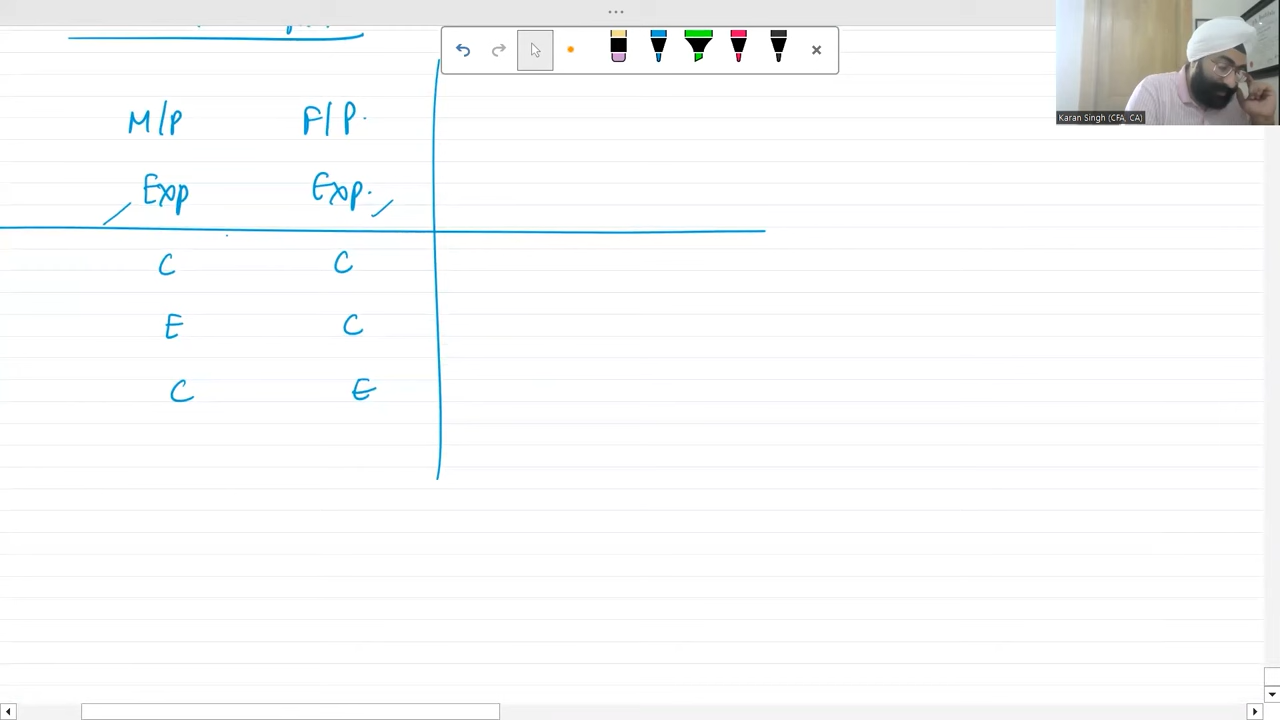 M/P F/P.
Exp Exp.
C C
E C
C E
Karan Singh (CFA, CA)